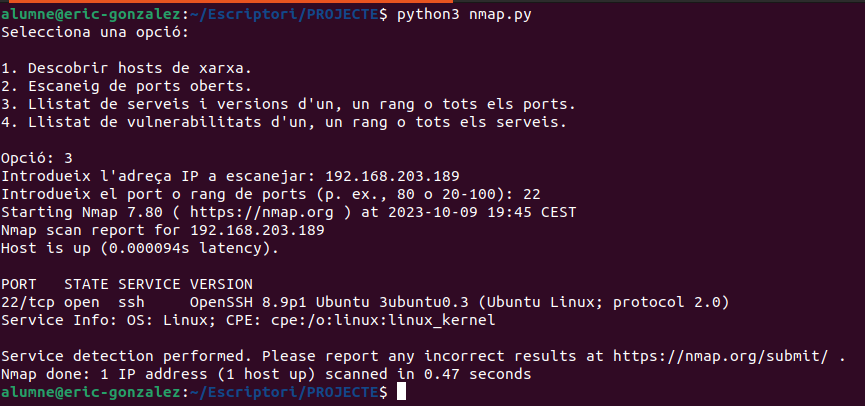 alumne@eric-gonzalez:~/Escriptori/PROJECTE$ python3 nmap.py
Selecciona una opció:

1. Descobrir hosts de xarxa.
2. Escaneig de ports oberts.
3. Llistat de serveis i versions d'un, un rang o tots els ports.
4. Llistat de vulnerabilitats d'un, un rang o tots els serveis.

Opció: 3
Introdueix l'adreça IP a escanejar: 192.168.203.189
Introdueix el port o rang de ports (p. ex., 80 o 20-100): 22
Starting Nmap 7.80 ( https://nmap.org ) at 2023-10-09 19:45 CEST
Nmap scan report for 192.168.203.189
Host is up (0.000094s latency).

PORT   STATE SERVICE VERSION
22/tcp open  ssh     OpenSSH 8.9p1 Ubuntu 3ubuntu0.3 (Ubuntu Linux; protocol 2.0)
Service Info: OS: Linux; CPE: cpe:/o:linux:linux_kernel

Service detection performed. Please report any incorrect results at https://nmap.org/submit/ .
Nmap done: 1 IP address (1 host up) scanned in 0.47 seconds
alumne@eric-gonzalez:~/Escriptori/PROJECTE$